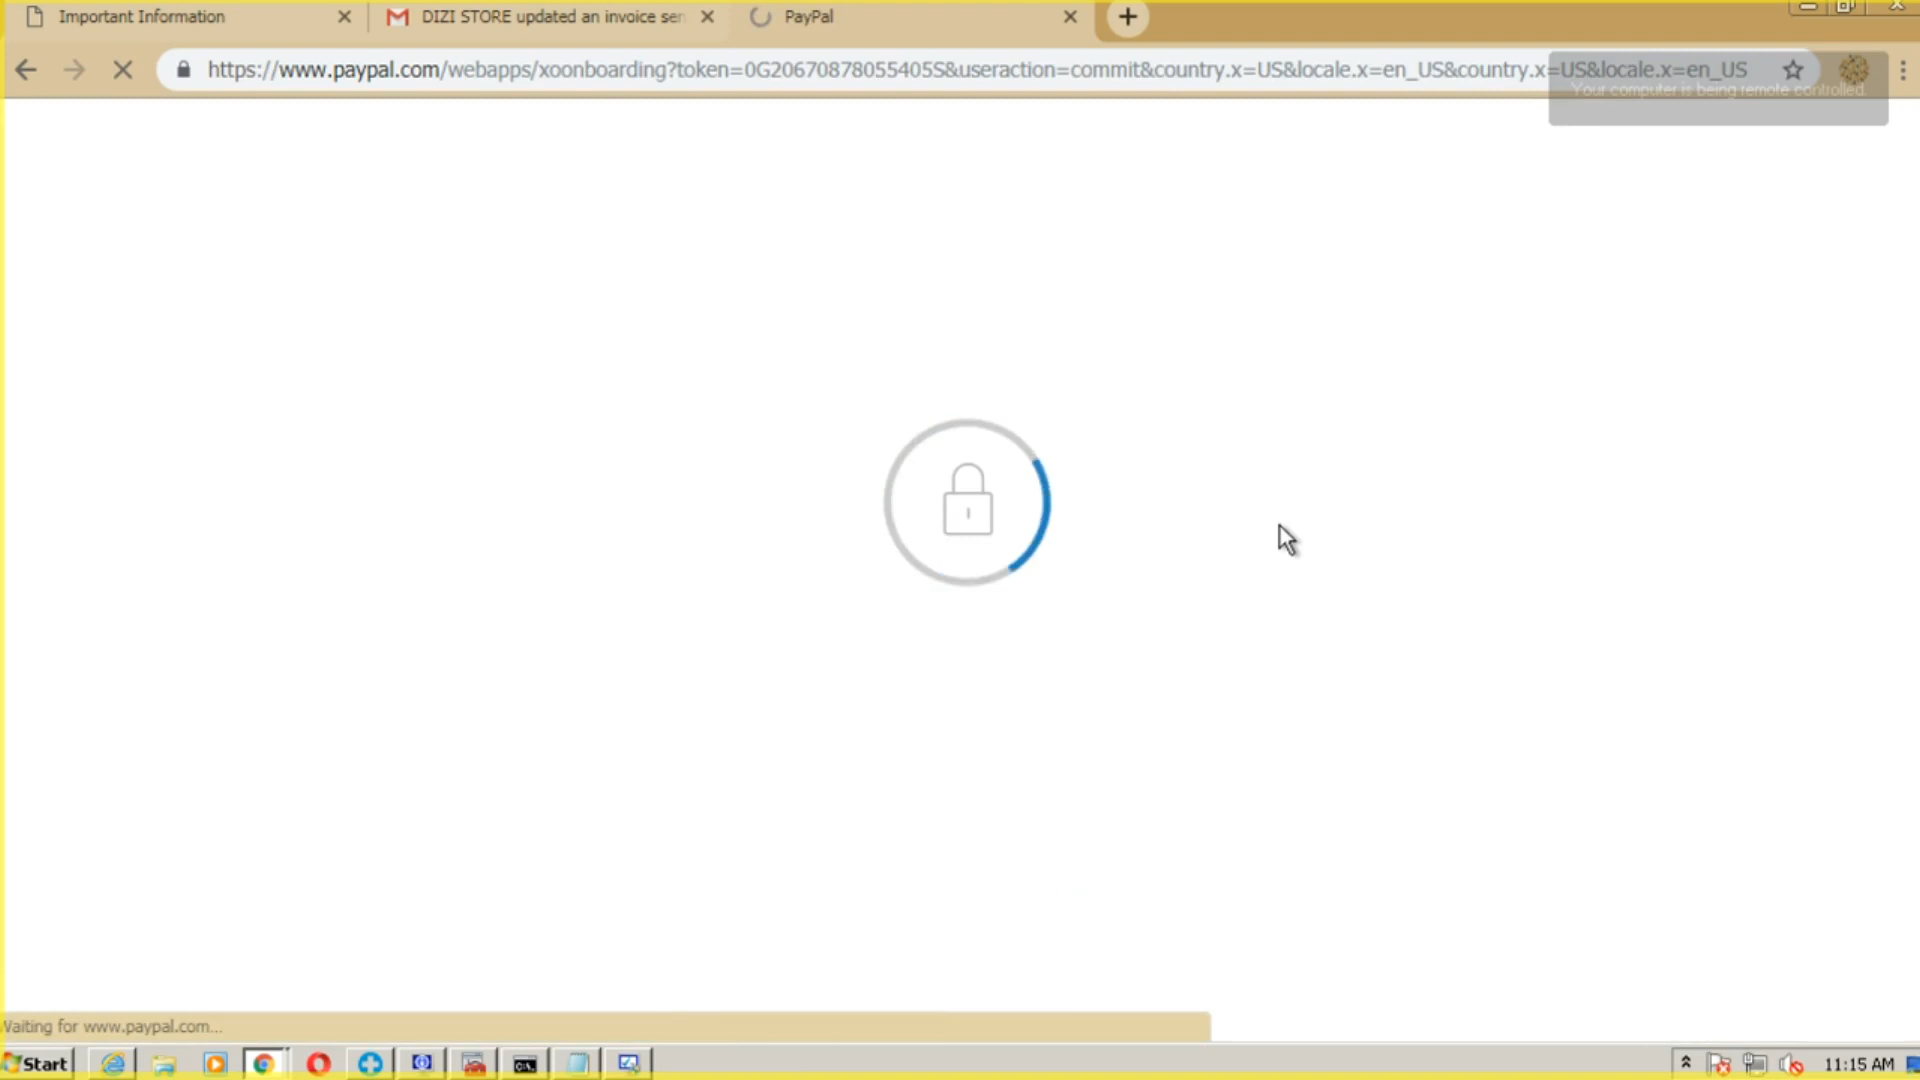 Important Information
DIZI STORE updated an invoice sen
PayPal
https://www.paypal.com/webapps/xoonboarding?token=0G20670878055405S&useraction=commit&country.x=US&locale.x=en_US&country.x=US&locale.x=en_US
Your computer is being remote controlled.
Waiting for www.paypal.com...
Start
11:15 AM